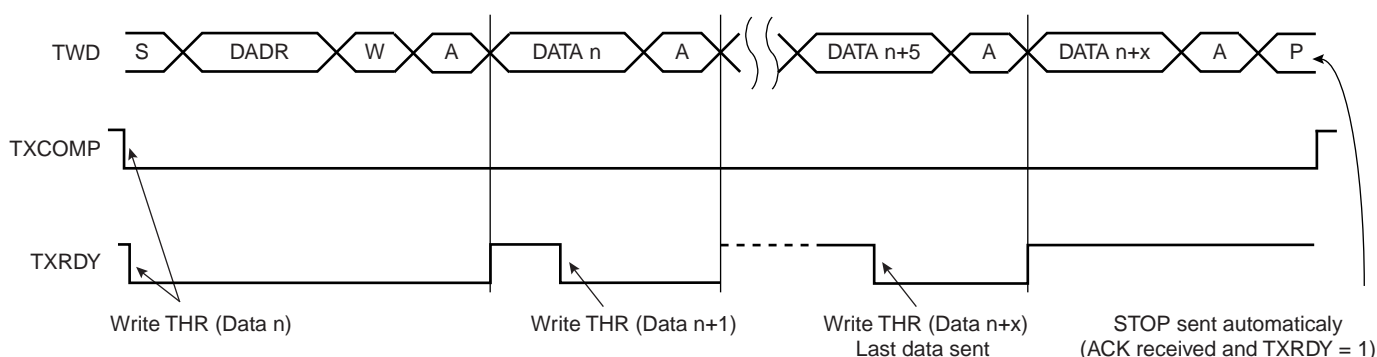 TWD S DADR W A DATA n A DATA n+5 A DATA n+x A P
TXCOMP
TXRDY
Write THR (Data n)
Write THR (Data n+1)
Write THR (Data n+x)
Last data sent
STOP sent automaticaly
(ACK received and TXRDY = 1)